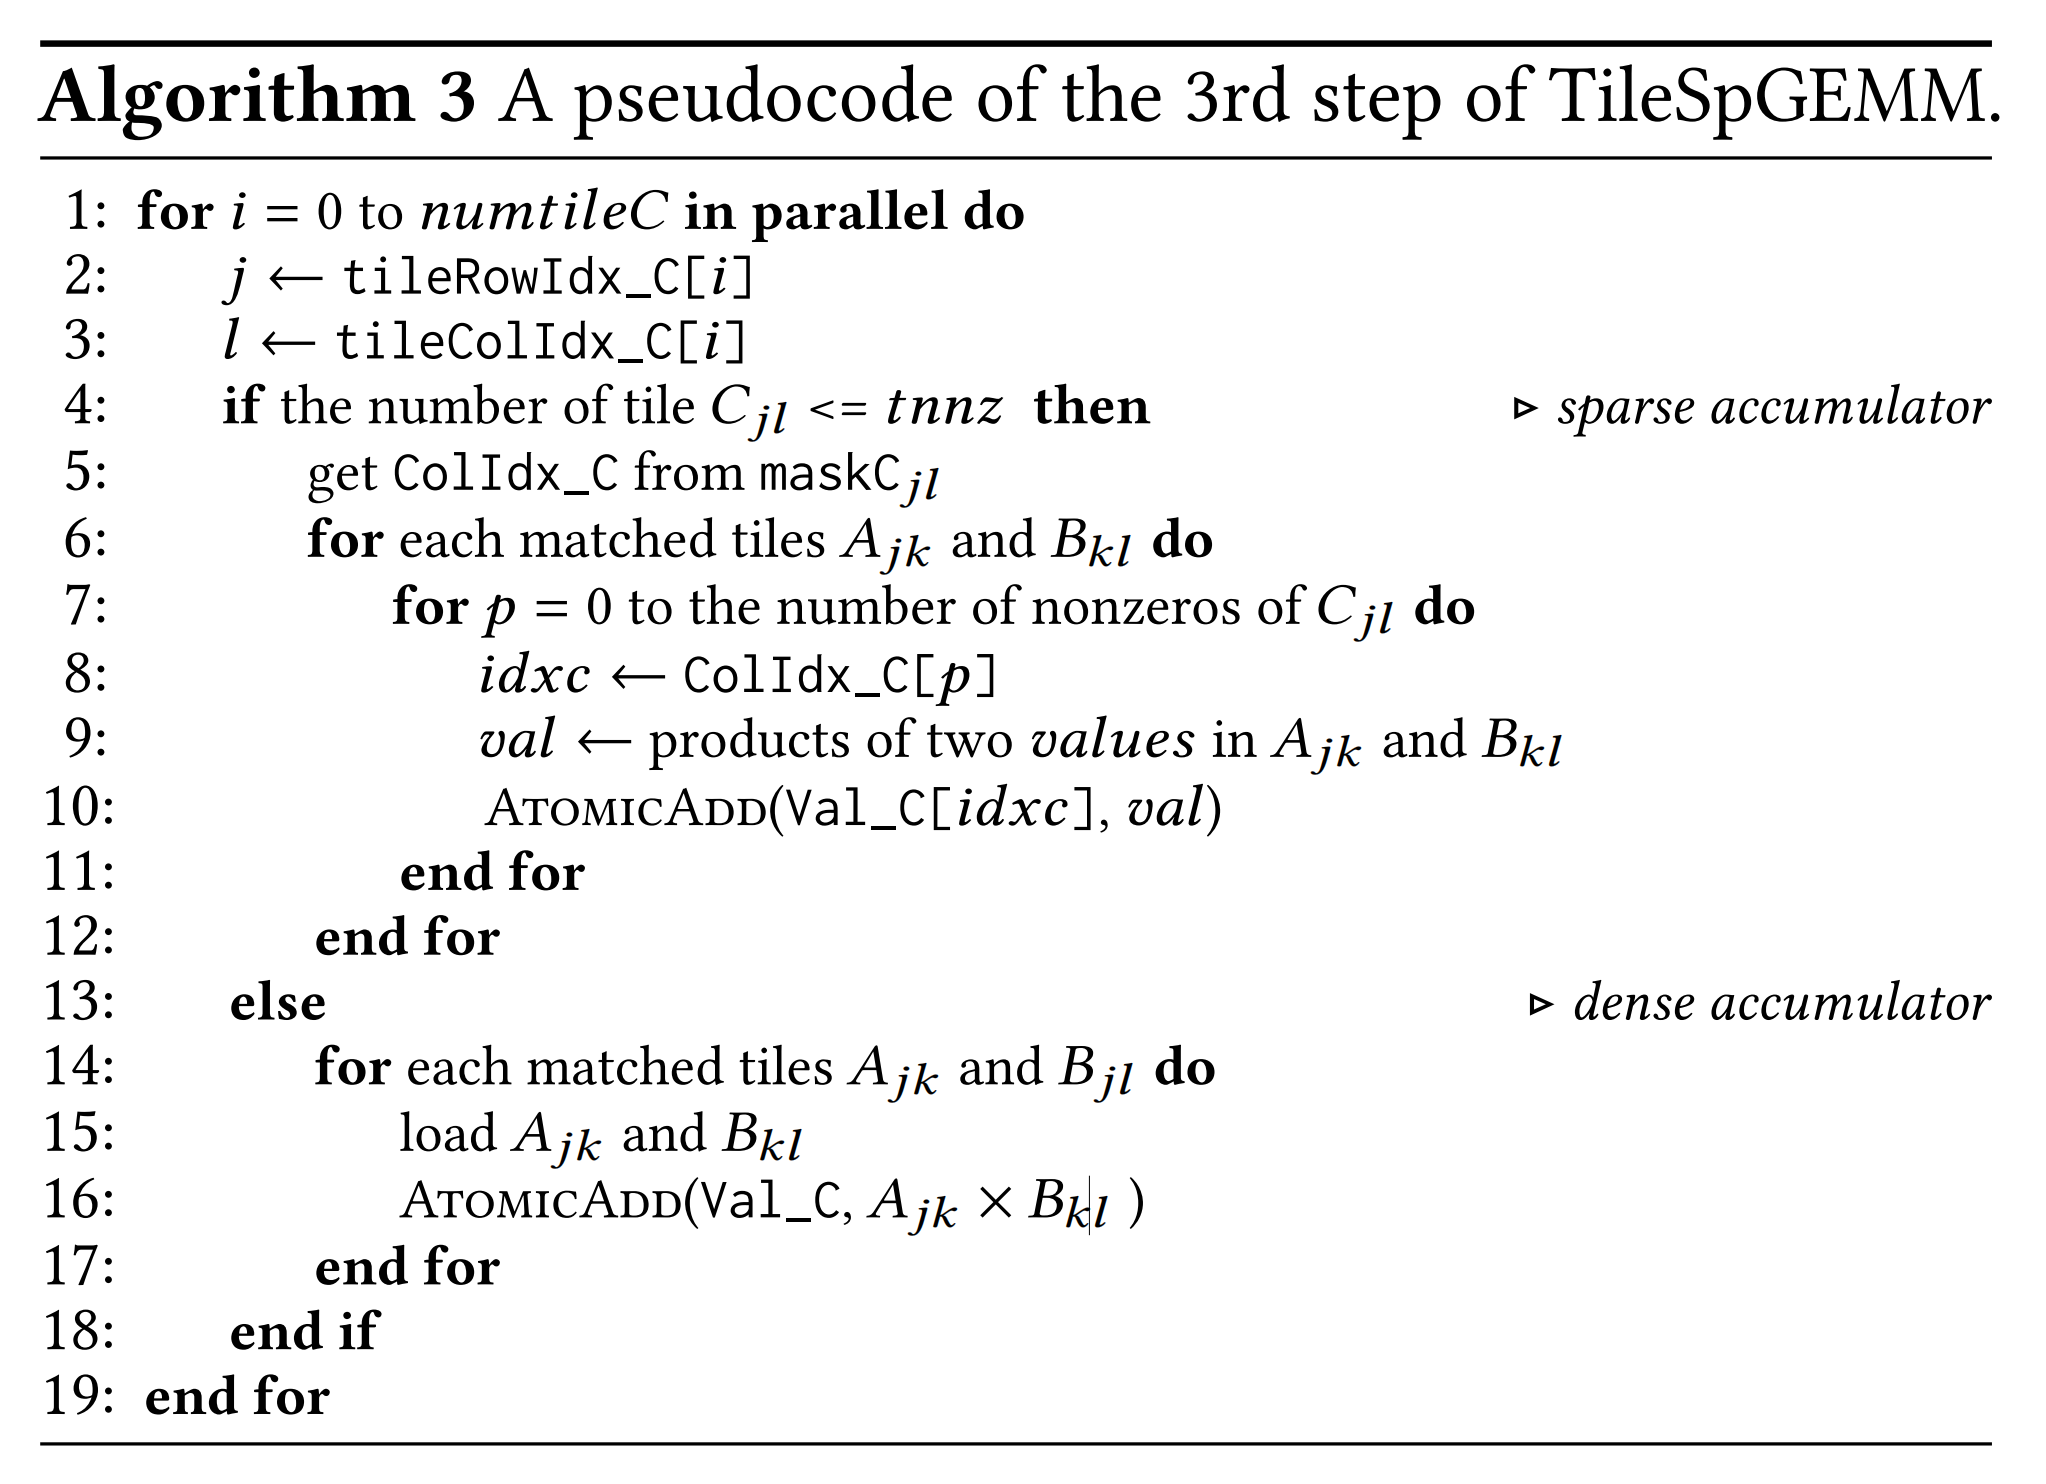 Algorithm 3 A pseudocode of the 3rd step of TileSpGEMM.
1: for i = 0 to numtileC in parallel do
2: j ← tileRowIdx_C[i]
3: l ← tileColIdx_C[i]
4: if the number of tile C_{jl} <= tnnz then ▷ sparse accumulator
5: get ColIdx_C from maskC_{jl}
6: for each matched tiles A_{jk} and B_{kl} do
7: for p = 0 to the number of nonzeros of C_{jl} do
8: idxc ← ColIdx_C[p]
9: val ← products of two values in A_{jk} and B_{kl}
10: ATOMICADD(Val_C[idxc], val)
11: end for
12: end for
13: else ▷ dense accumulator
14: for each matched tiles A_{jk} and B_{jl} do
15: load A_{jk} and B_{kl}
16: ATOMICADD(Val_C, A_{jk} × B_{kl} )
17: end for
18: end if
19: end for